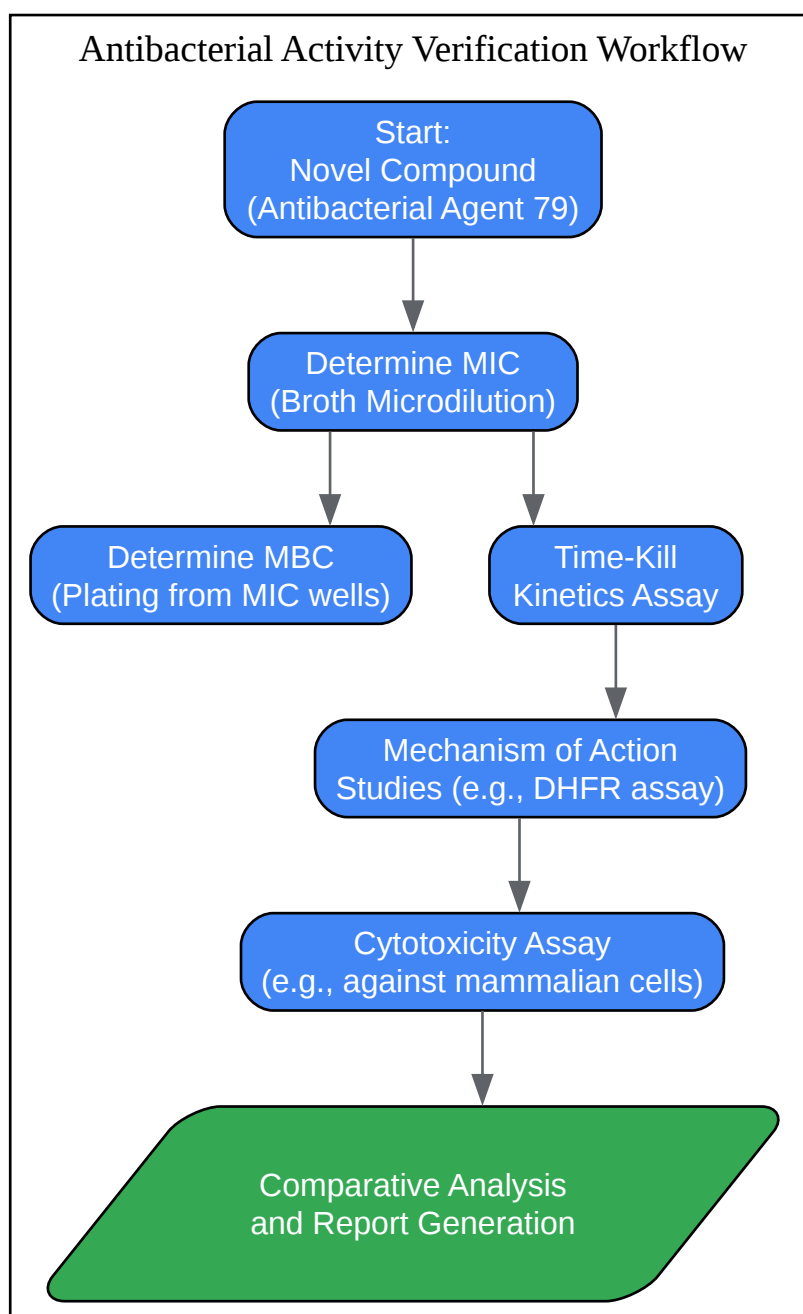 Antibacterial Activity Verification Workflow
Start:
Novel Compound
(Antibacterial Agent 79)
Determine MIC
(Broth Microdilution)
Determine MBC
(Plating from MIC wells)
Time-Kill
Kinetics Assay
Mechanism of Action
Studies (e.g., DHFR assay)
Cytotoxicity Assay
(e.g., against mammalian cells)
Comparative Analysis
and Report Generation